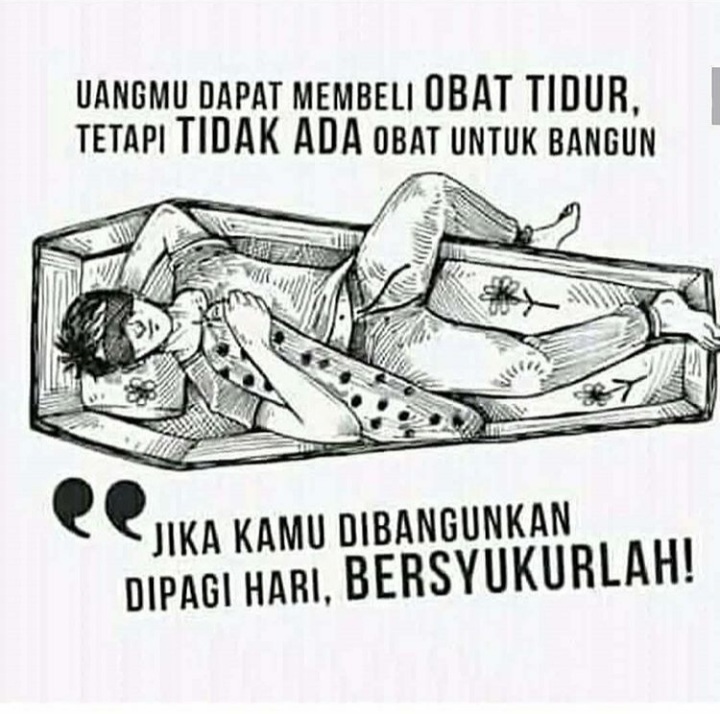 UANGMU DAPAT MEMBELI OBAT TIDUR,
TETAPI TIDAK ADA OBAT UNTUK BANGUN
JIKA KAMU DIBANGUNKAN
DIPAGI HARI, BERSYUKURLAH!